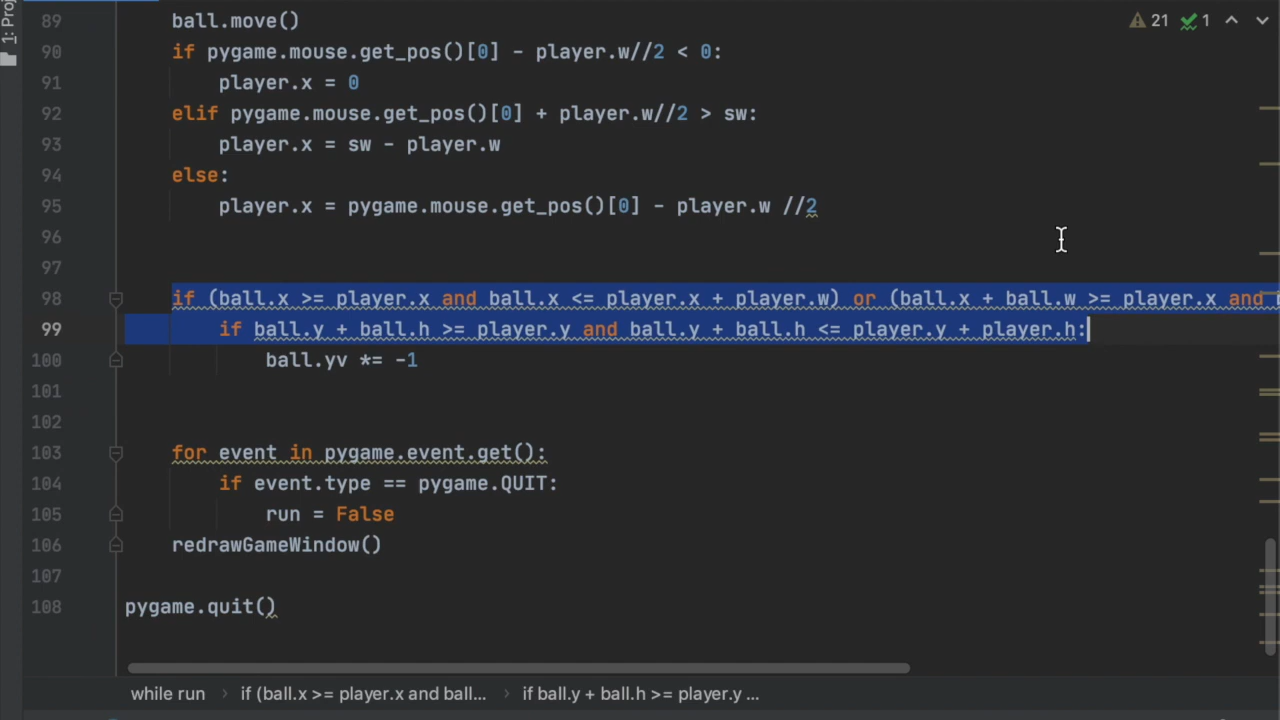 1: Proj
21 1
89 ball.move()
90 if pygame.mouse.get_pos()[0] - player.w//2 < 0:
91 player.x = 0
92 elif pygame.mouse.get_pos()[0] + player.w//2 > sw:
93 player.x = sw - player.w
94 else:
95 player.x = pygame.mouse.get_pos()[0] - player.w //2
96
97
98 if (ball.x >= player.x and ball.x <= player.x + player.w) or (ball.x + ball.w >= player.x and
99 if ball.y + ball.h >= player.y and ball.y + ball.h <= player.y + player.h:
100 ball.yv *= -1
101
102
103 for event in pygame.event.get():
104 if event.type == pygame.QUIT:
105 run = False
106 redrawGameWindow()
107
108 pygame.quit()
while run › if (ball.x >= player.x and ball... › if ball.y + ball.h >= player.y ...